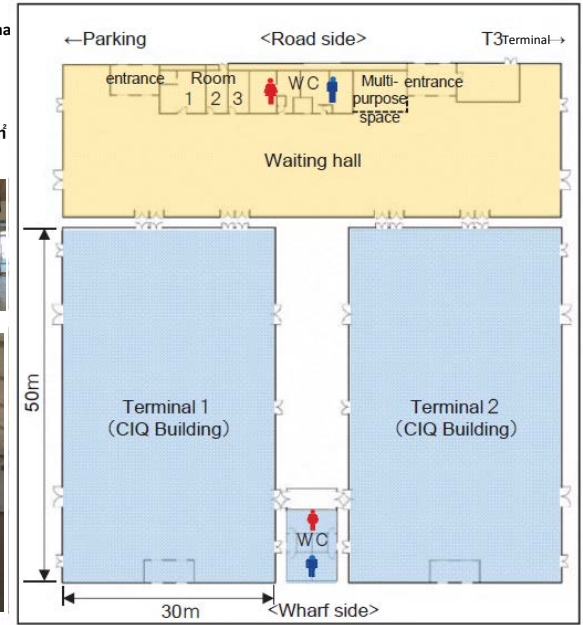 ←Parking <Road side> T3Terminal→
entrance Room WC Multi-purpose space entrance
1 2 3
Waiting hall
50m
Terminal 1
(CIQ Building)
Terminal 2
(CIQ Building)
WC
30m <Wharf side>